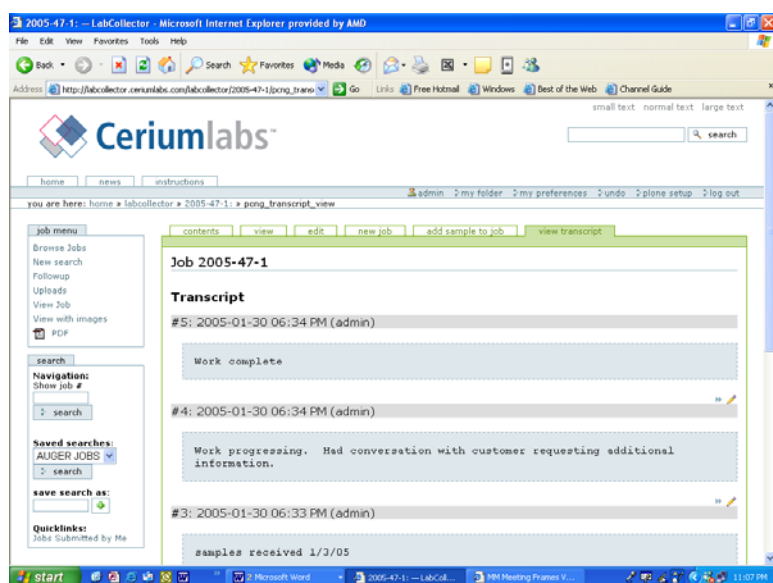 2005-47-1: — LabCollector - Microsoft Internet Explorer provided by AMD
File Edit View Favorites Tools Help
Back Search Favorites Media
Address http://labcollector.ceriumlabs.com/labcollector/2005-47-1/pcng_trans Go Links Free Hotmail Windows Best of the Web Channel Guide
small text normal text large text
Ceriumlabs
search
home news instructions
admin my folder my preferences undo plone setup log out
you are here: home » labcollector » 2005-47-1: » pcng_transcript_view
job menu
Browse Jobs
New search
Followup
Uploads
View Job
View with images
PDF
search
Navigation:
Show job #
search
Saved searches:
AUGER JOBS
search
save search as:
Quicklinks:
Jobs Submitted by Me
contents view edit new job add sample to job view transcript
Job 2005-47-1
Transcript
#5: 2005-01-30 06:34 PM (admin)
Work complete
»
#4: 2005-01-30 06:34 PM (admin)
Work progressing. Had conversation with customer requesting additional
information.
»
#3: 2005-01-30 06:33 PM (admin)
samples received 1/3/05
start » 2 Microsoft Word 2005-47-1: — LabColl... MM Meeting Frames V... 11:07 PM